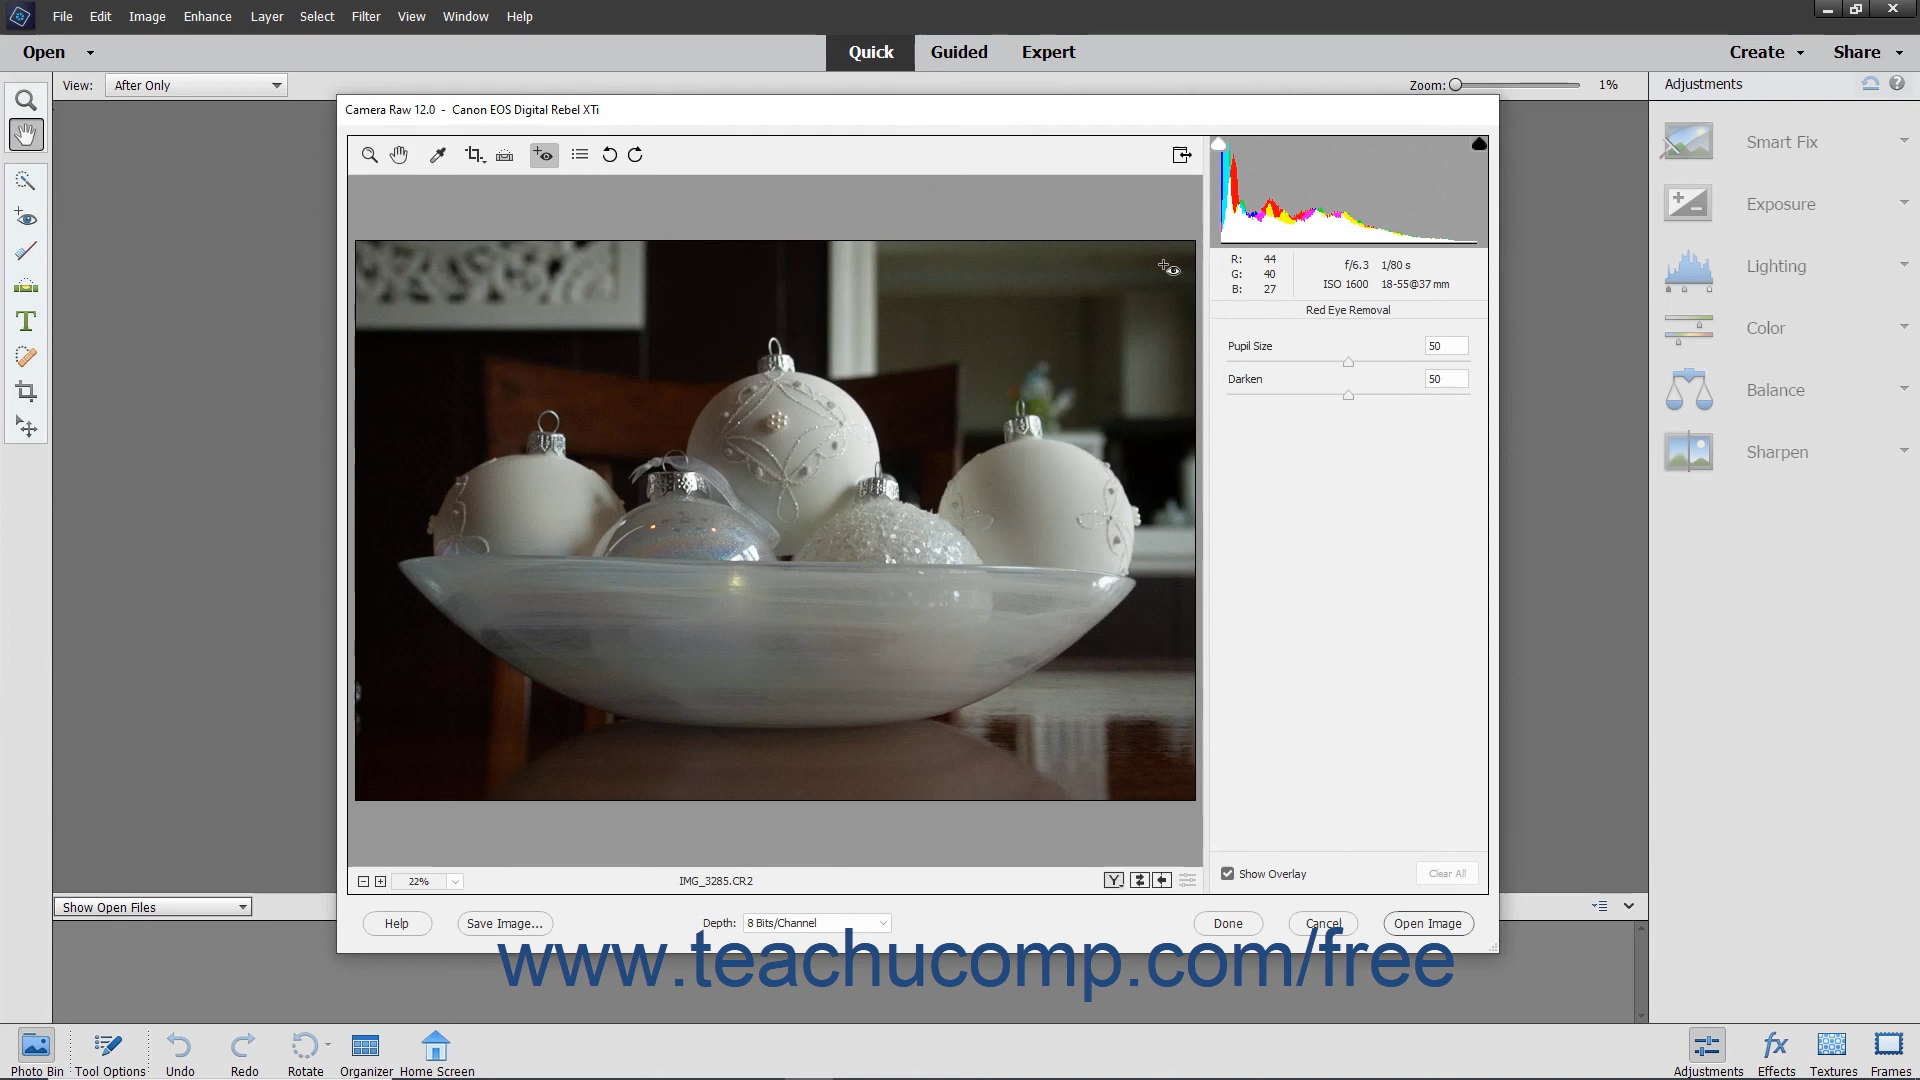 File Edit Image Enhance Layer Select Filter View Window Help
Open Quick Guided Expert Create Share
View: After Only Zoom: 1% Adjustments
Camera Raw 12.0 - Canon EOS Digital Rebel XTi
Smart Fix
Exposure
Lighting
Color
Balance
Sharpen
R: 44
G: 40
B: 27
f/6.3 1/80 s
ISO 1600 18-55@37 mm
Red Eye Removal
Pupil Size 50
Darken 50
Show Overlay Clear All
22% IMG_3285.CR2 Y
Show Open Files
Help Save Image... Depth: 8 Bits/Channel Done Cancel Open Image
www.teachucomp.com/free
Photo Bin Tool Options Undo Redo Rotate Organizer Home Screen
fx
Adjustments Effects Textures Frames
T